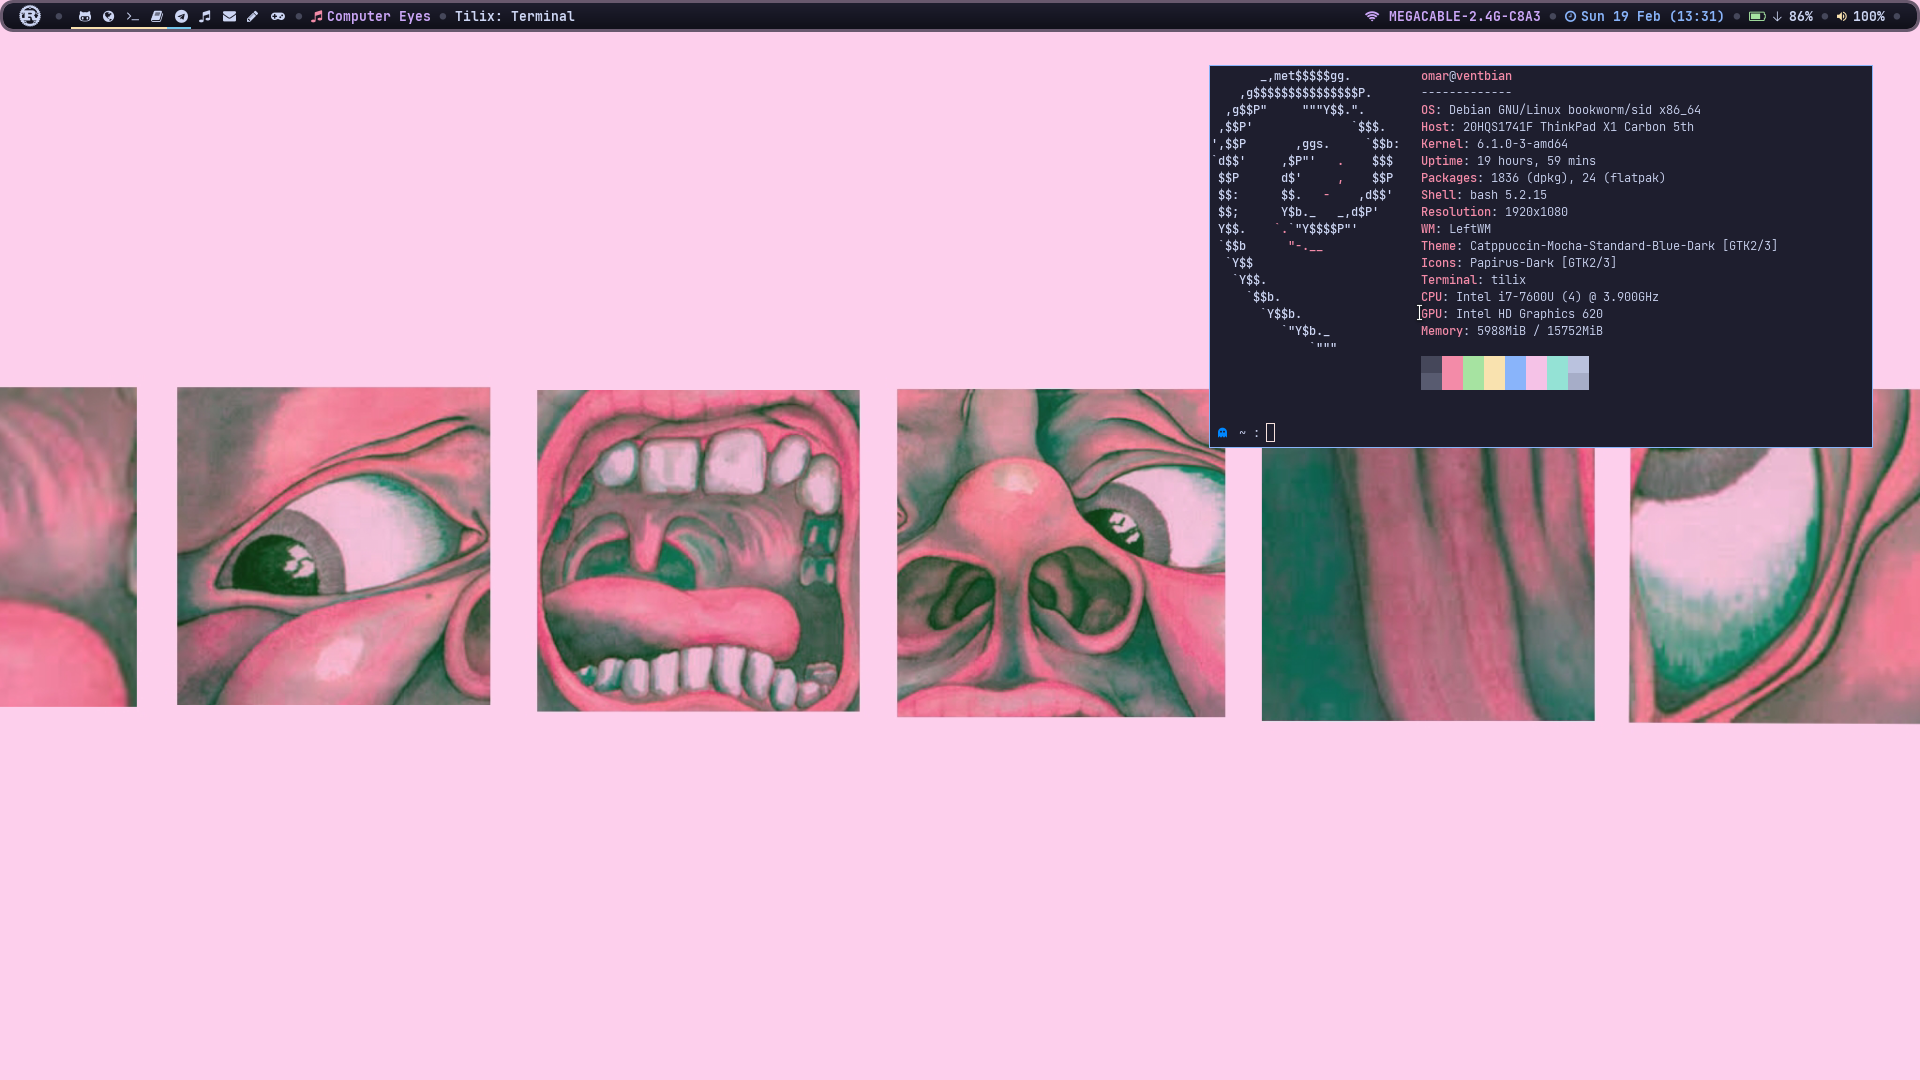 Computer Eyes
Tilix: Terminal
MEGACABLE-2.4G-C8A3
Sun 19 Feb (13:31)
86%
100%
_,met$$$$$gg.
,g$$$$$$$$$$$$$$$P.
,g$$P"     """Y$$.".
,$$P'              `$$$.
',$$P       ,ggs.     `$$b:
`d$$'     ,$P"'   .    $$$
$$P      d$'     ,    $$P
$$:      $$.   -    ,d$$'
$$;      Y$b._   _,d$P'
Y$$.    `.`"Y$$$$P"'
`$$b      "-.__
`Y$$
`Y$$.
`$$b.
`Y$$b.
`"Y$b._
`"""
omar@ventbian
-------------
OS: Debian GNU/Linux bookworm/sid x86_64
Host: 20HQS1741F ThinkPad X1 Carbon 5th
Kernel: 6.1.0-3-amd64
Uptime: 19 hours, 59 mins
Packages: 1836 (dpkg), 24 (flatpak)
Shell: bash 5.2.15
Resolution: 1920x1080
WM: LeftWM
Theme: Catppuccin-Mocha-Standard-Blue-Dark [GTK2/3]
Icons: Papirus-Dark [GTK2/3]
Terminal: tilix
CPU: Intel i7-7600U (4) @ 3.900GHz
GPU: Intel HD Graphics 620
Memory: 5988MiB / 15752MiB
~ :